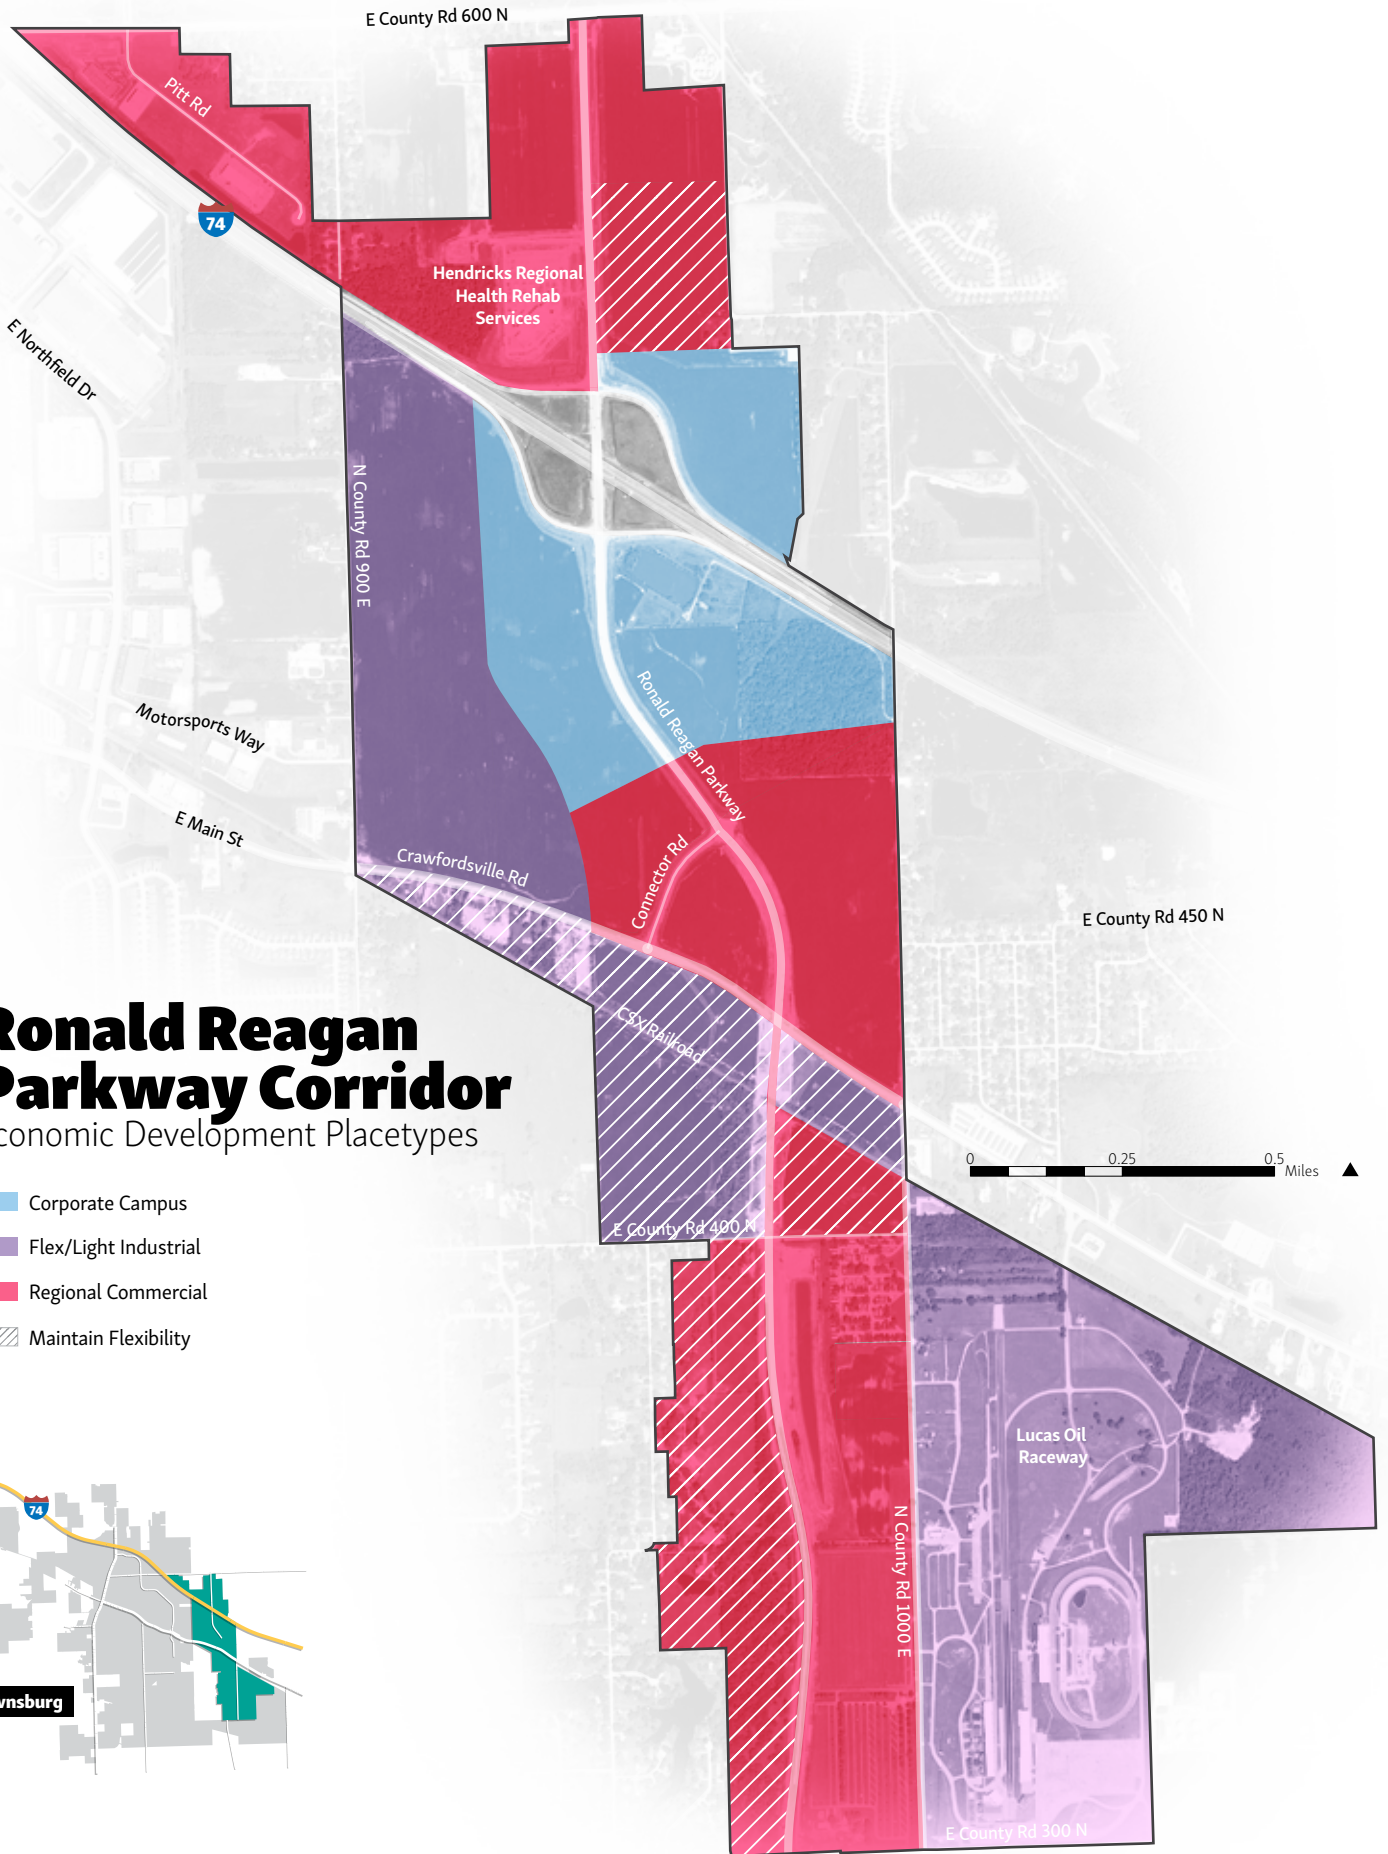 E County Rd 600 N
Pitt Rd
74
Hendricks Regional
Health Rehab
Services
E Northfield Dr
N County Rd 900 E
Motorsports Way
E Main St
Ronald Reagan Parkway
Connector Rd
Crawfordsville Rd
E County Rd 450 N
CSX Railroad
Ronald Reagan
Parkway Corridor
conomic Development Placetypes
0 0.25 0.5
Miles
Corporate Campus
Flex/Light Industrial
Regional Commercial
Maintain Flexibility
E County Rd 400 N
Lucas Oil
Raceway
N County Rd 1000 E
74
wnsburg
E County Rd 300 N